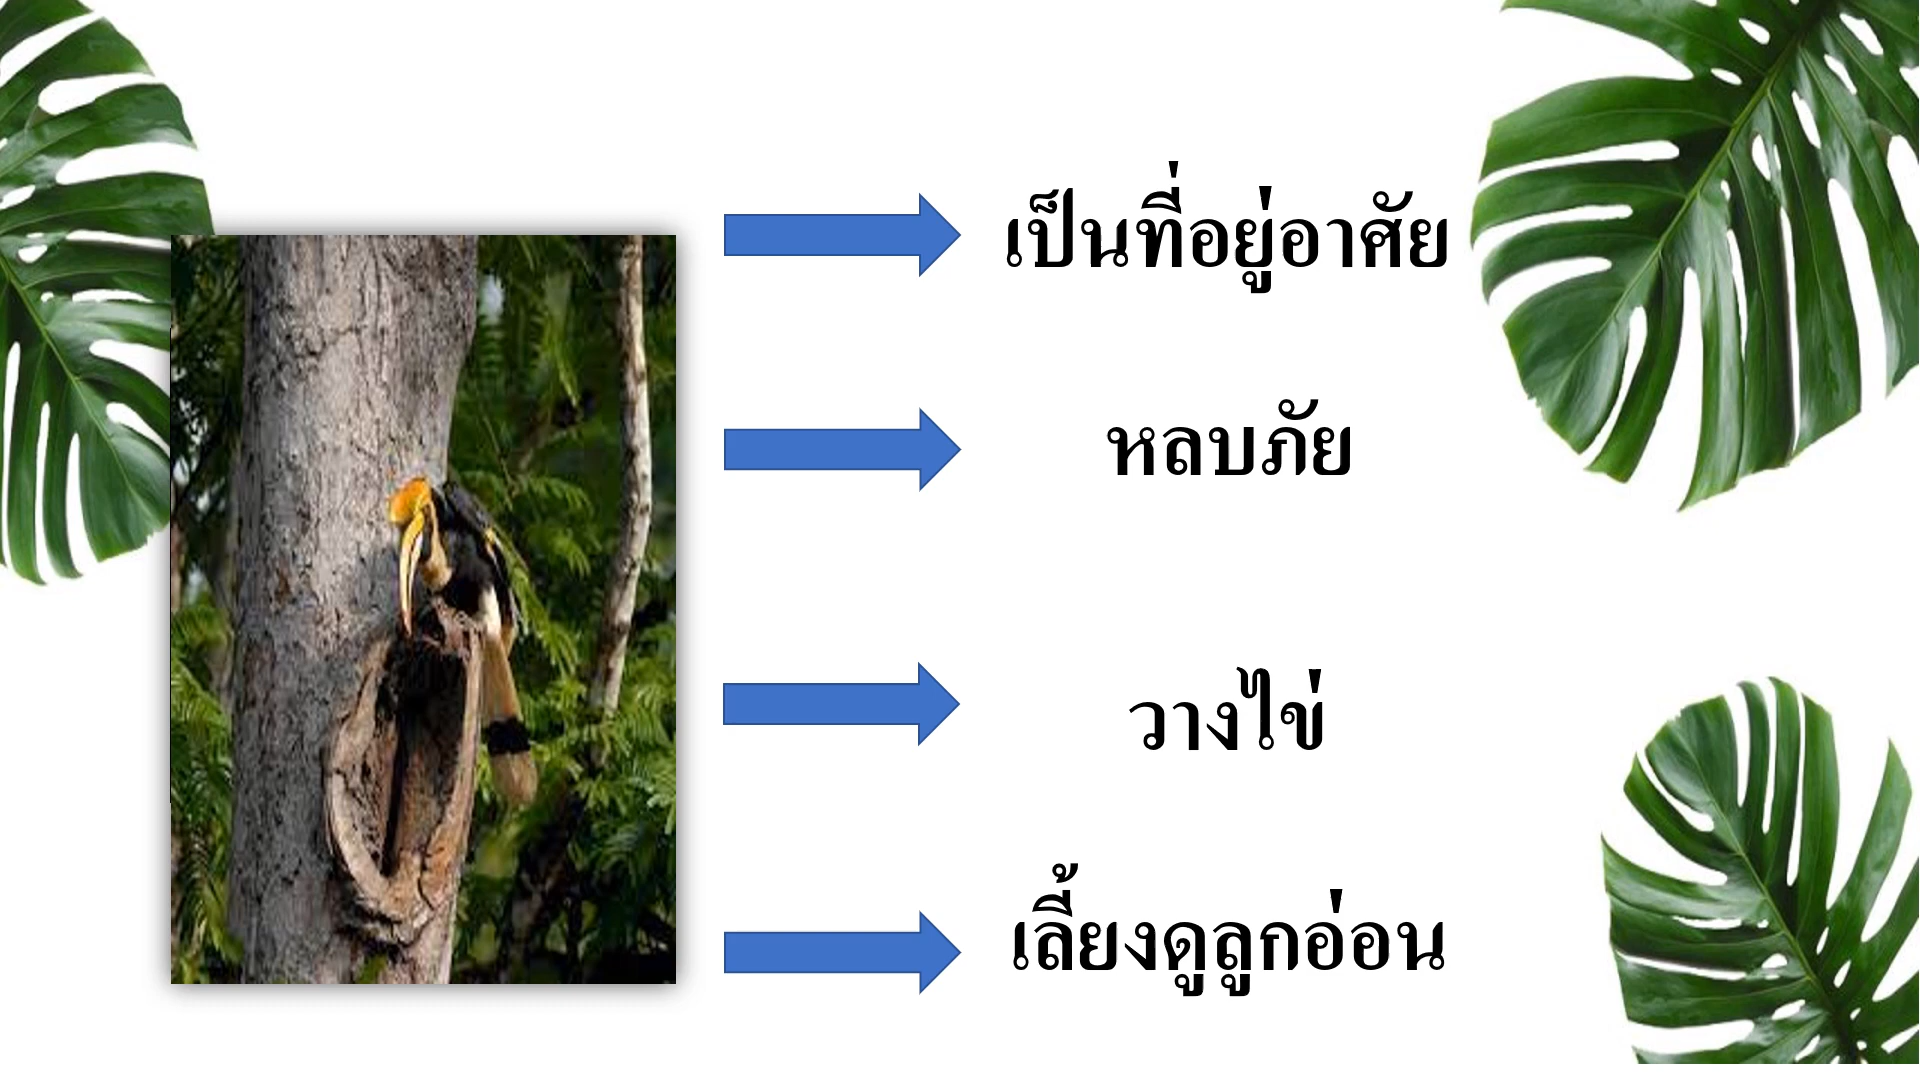 เป็นที่อยู่อาศัย
หลบภัย
วางไข่
เลี้ยงดูลูกอ่อน